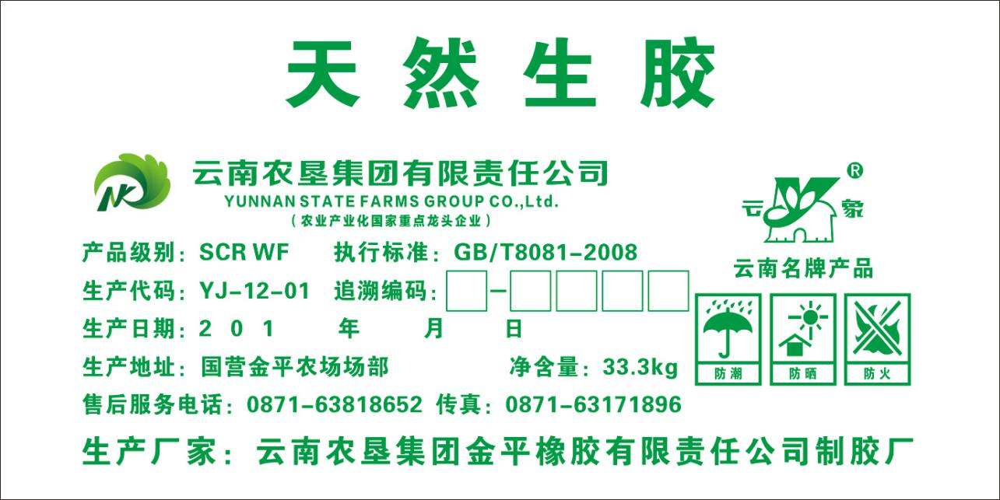 天然生胶
NK
云南农垦集团有限责任公司
YUNNAN STATE FARMS GROUP CO.,Ltd.
（农业产业化国家重点龙头企业）
云 象 ®
云南名牌产品
产品级别：SCR WF 执行标准：GB/T8081-2008
生产代码：YJ-12-01 追溯编码：□-□□□□
生产日期：2 0 1 年 月 日
生产地址：国营金平农场场部 净含量：33.3kg
防潮 防晒 防火
售后服务电话：0871-63818652 传真：0871-63171896
生产厂家：云南农垦集团金平橡胶有限责任公司制胶厂